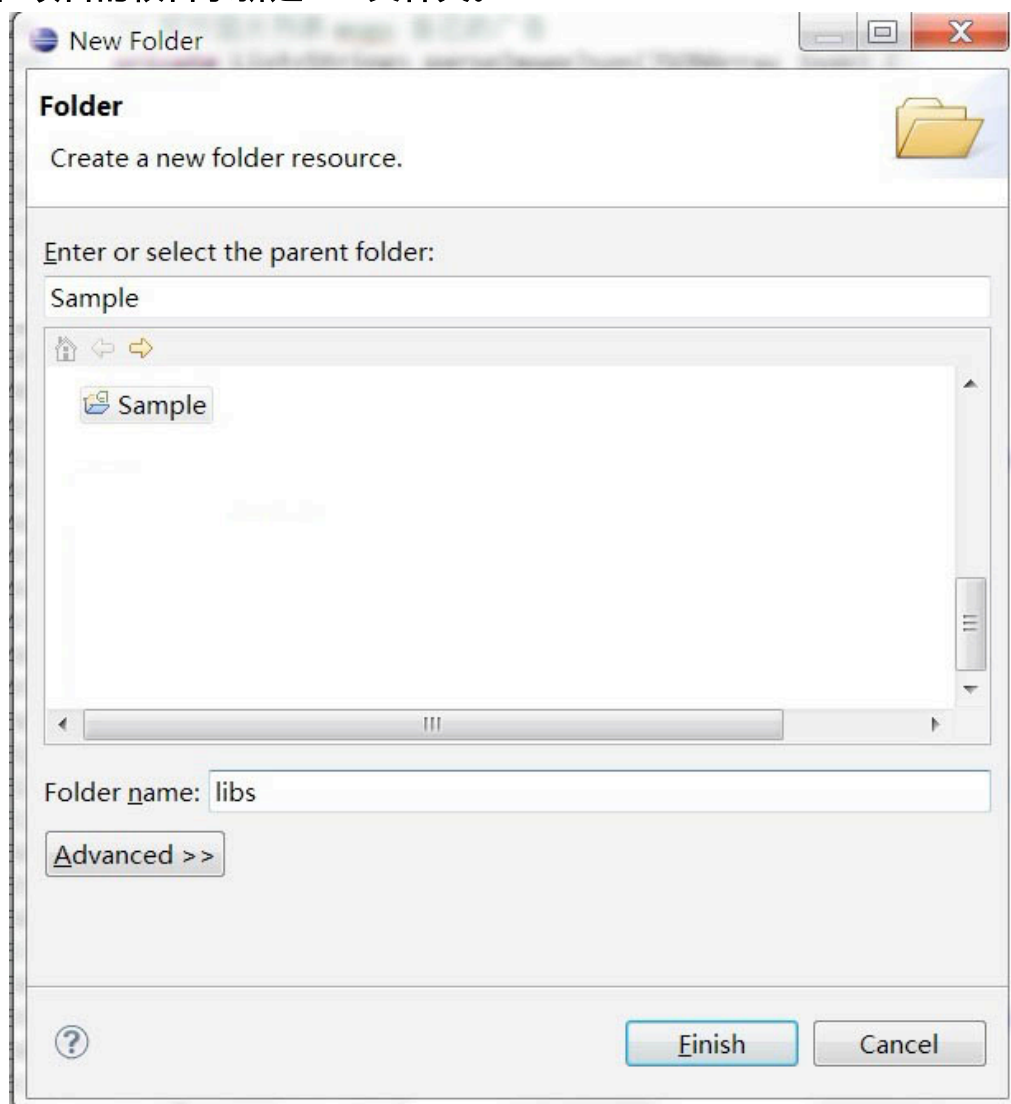 New Folder
Folder
Create a new folder resource.
Enter or select the parent folder:
Sample
Sample
Folder name: libs
Advanced >>
Finish
Cancel